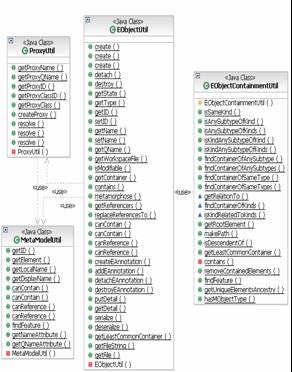 «Java Class»
ProxyUtil
getProxyName ( )
getProxyQName ( )
getProxyID ( )
getProxyClassID ( )
getProxyClass ( )
createProxy ( )
resolve ( )
resolve ( )
resolve ( )
ProxyUtil ( )
«Java Class»
EObjectUtil
create ( )
create ( )
create ( )
detach ( )
destroy ( )
getState ( )
getType ( )
getID ( )
setID ( )
getName ( )
setName ( )
getQName ( )
getWorkspaceFile ( )
isModifiable ( )
getContainer ( )
contains ( )
metamorphose ( )
getReferencers ( )
replaceReferencesTo ( )
canContain ( )
canContain ( )
canReference ( )
canReference ( )
createEAnnotation ( )
addEAnnotation ( )
detachEAnnotation ( )
destroyEAnnotation ( )
putDetail ( )
getDetail ( )
serialize ( )
deserialize ( )
getLeastCommonContainer ( )
getFileString ( )
getFile ( )
EObjectUtil ( )
«Java Class»
EObjectContainmentUtil
EObjectContainmentUtil ( )
isSameKind ( )
isAnySubtypeOfKind ( )
isAnySubtypeOfKinds ( )
isKindAnySubtypeOfKind ( )
isKindAnySubtypeOfKinds ( )
findContainerOfAnySubtype ( )
findContainerOfAnySubtypes ( )
findContainerOfSameType ( )
findContainerOfSameTypes ( )
getRelationTo ( )
findContainerOfKinds ( )
isKindRelatedToKinds ( )
getRootElement ( )
makePath ( )
isDescendentOf ( )
getLeastCommonContainer ( )
contains ( )
removeContainedElements ( )
findFeature ( )
getUniqueElementsAncestry ( )
hasMObjectType ( )
«use»
«use»
«use»
«Java Class»
MetaModelUtil
getID ( )
getElement ( )
getLocalName ( )
getDisplayName ( )
canContain ( )
canContain ( )
canReference ( )
canReference ( )
findFeature ( )
getNameAttribute ( )
getQNameAttribute ( )
MetaModelUtil ( )